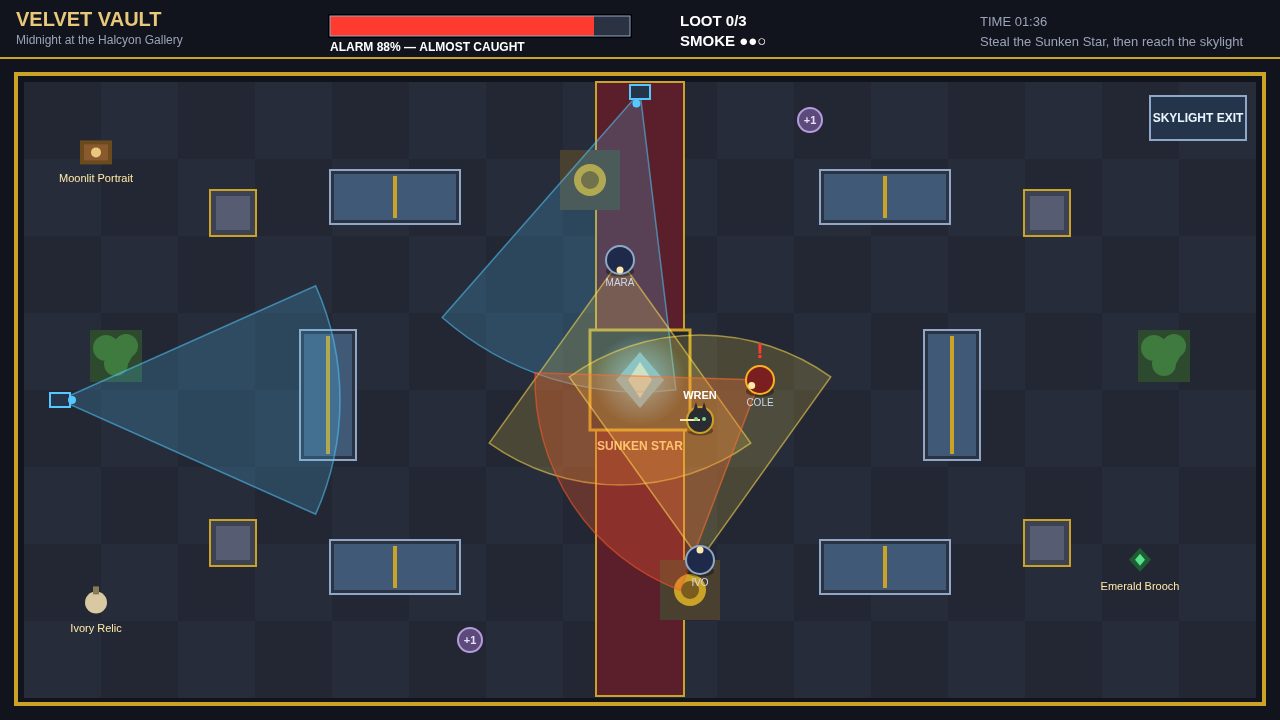 VELVET VAULT
Midnight at the Halcyon Gallery
ALARM 88% — ALMOST CAUGHT
LOOT 0/3
SMOKE ●●○
TIME 01:36
Steal the Sunken Star, then reach the skylight
+1
SKYLIGHT EXIT
Moonlit Portrait
MARA
!
WREN
COLE
SUNKEN STAR
IVO
Emerald Brooch
Ivory Relic
+1